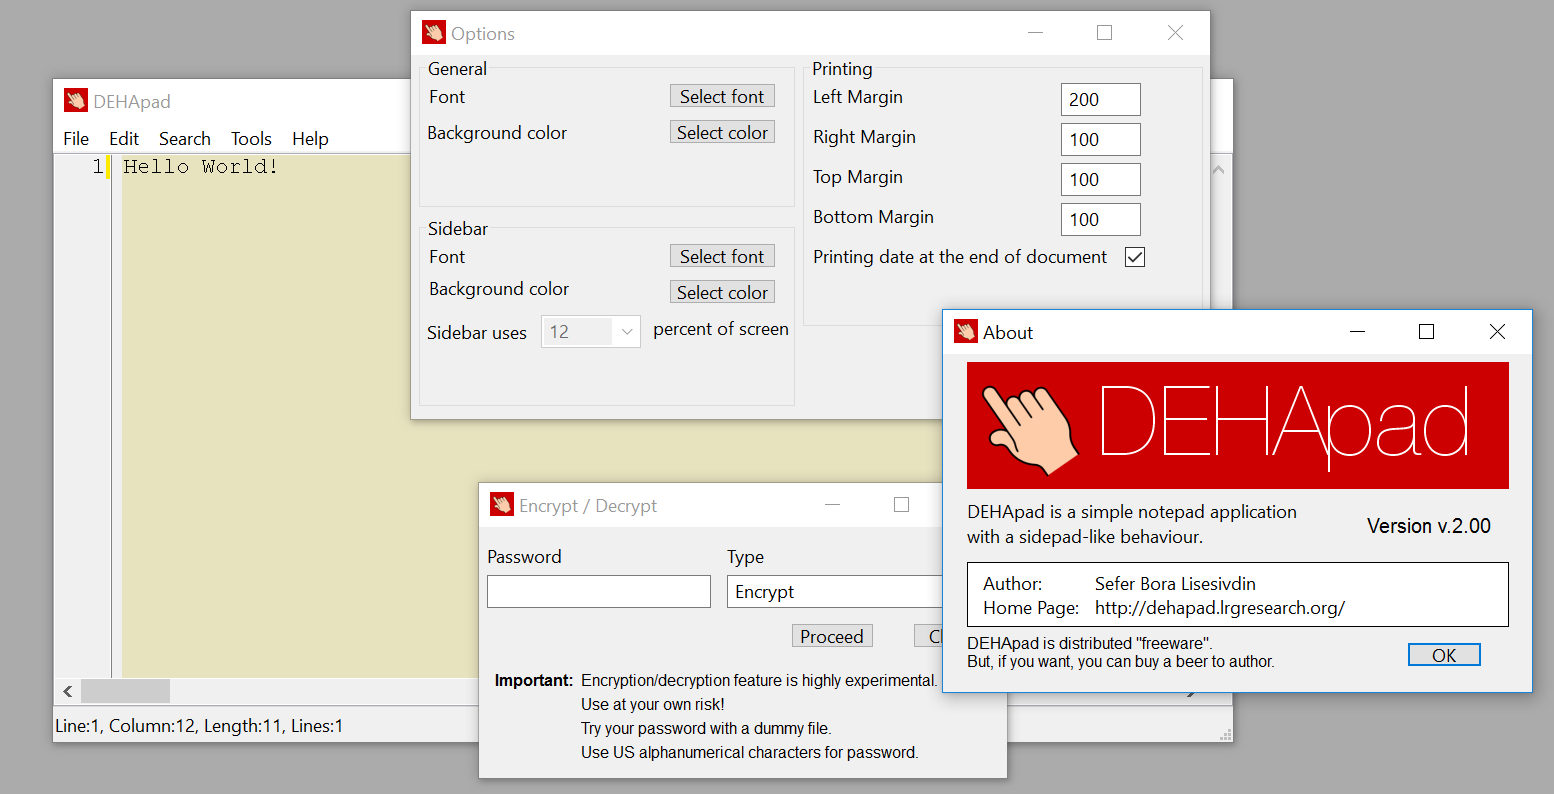 Options
General
Font
Select font
Background color
Select color
Sidebar
Font
Select font
Background color
Select color
Sidebar uses
12
percent of screen
Printing
Left Margin
200
Right Margin
100
Top Margin
100
Bottom Margin
100
Printing date at the end of document
DEHApad
File Edit Search Tools Help
1
Hello World!
Line:1, Column:12, Length:11, Lines:1
Encrypt / Decrypt
Password
Type
Encrypt
Proceed
Important: Encryption/decryption feature is highly experimental.
Use at your own risk!
Try your password with a dummy file.
Use US alphanumerical characters for password.
About
DEHApad
DEHApad is a simple notepad application
with a sidepad-like behaviour.
Version v.2.00
Author: Sefer Bora Lisesivdin
Home Page: http://dehapad.lrgresearch.org/
DEHApad is distributed "freeware".
But, if you want, you can buy a beer to author.
OK